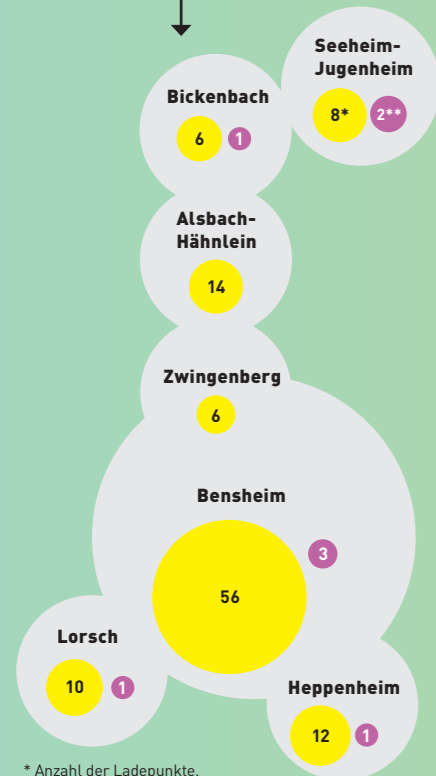 Seeheim-
Jugenheim
8* 2**
Bickenbach
6 1
Alsbach-
Hähnlein
14
Zwingenberg
6
Bensheim
3
56
Lorsch
10 1
Heppenheim
12 1
* Anzahl der Ladepunkte.